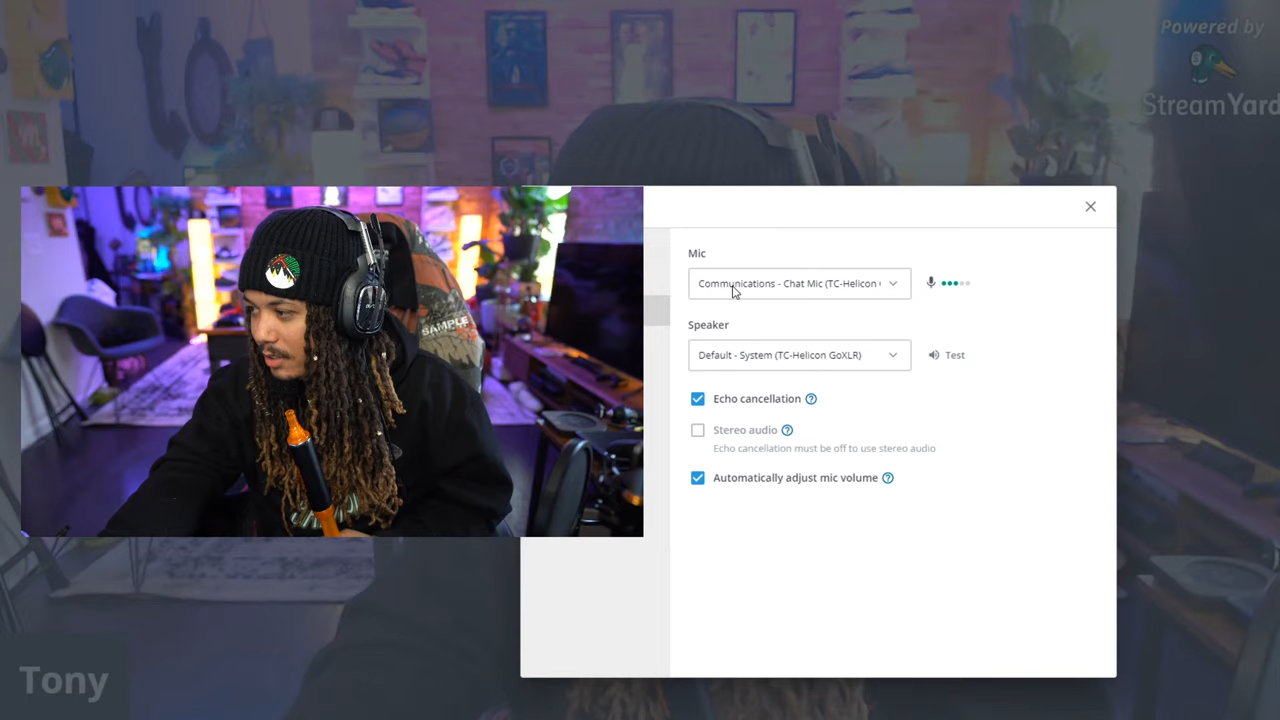 Powered by
StreamYard
Mic
Communications - Chat Mic (TC-Helicon
Speaker
Default - System (TC-Helicon GoXLR)
Test
Echo cancellation
Stereo audio
Echo cancellation must be off to use stereo audio
Automatically adjust mic volume
SAMPLE
Tony